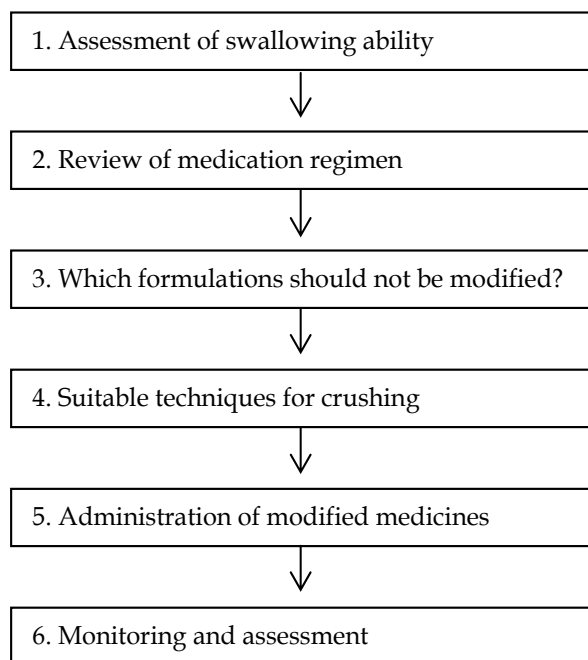 1. Assessment of swallowing ability
2. Review of medication regimen
3. Which formulations should not be modified?
4. Suitable techniques for crushing
5. Administration of modified medicines
6. Monitoring and assessment